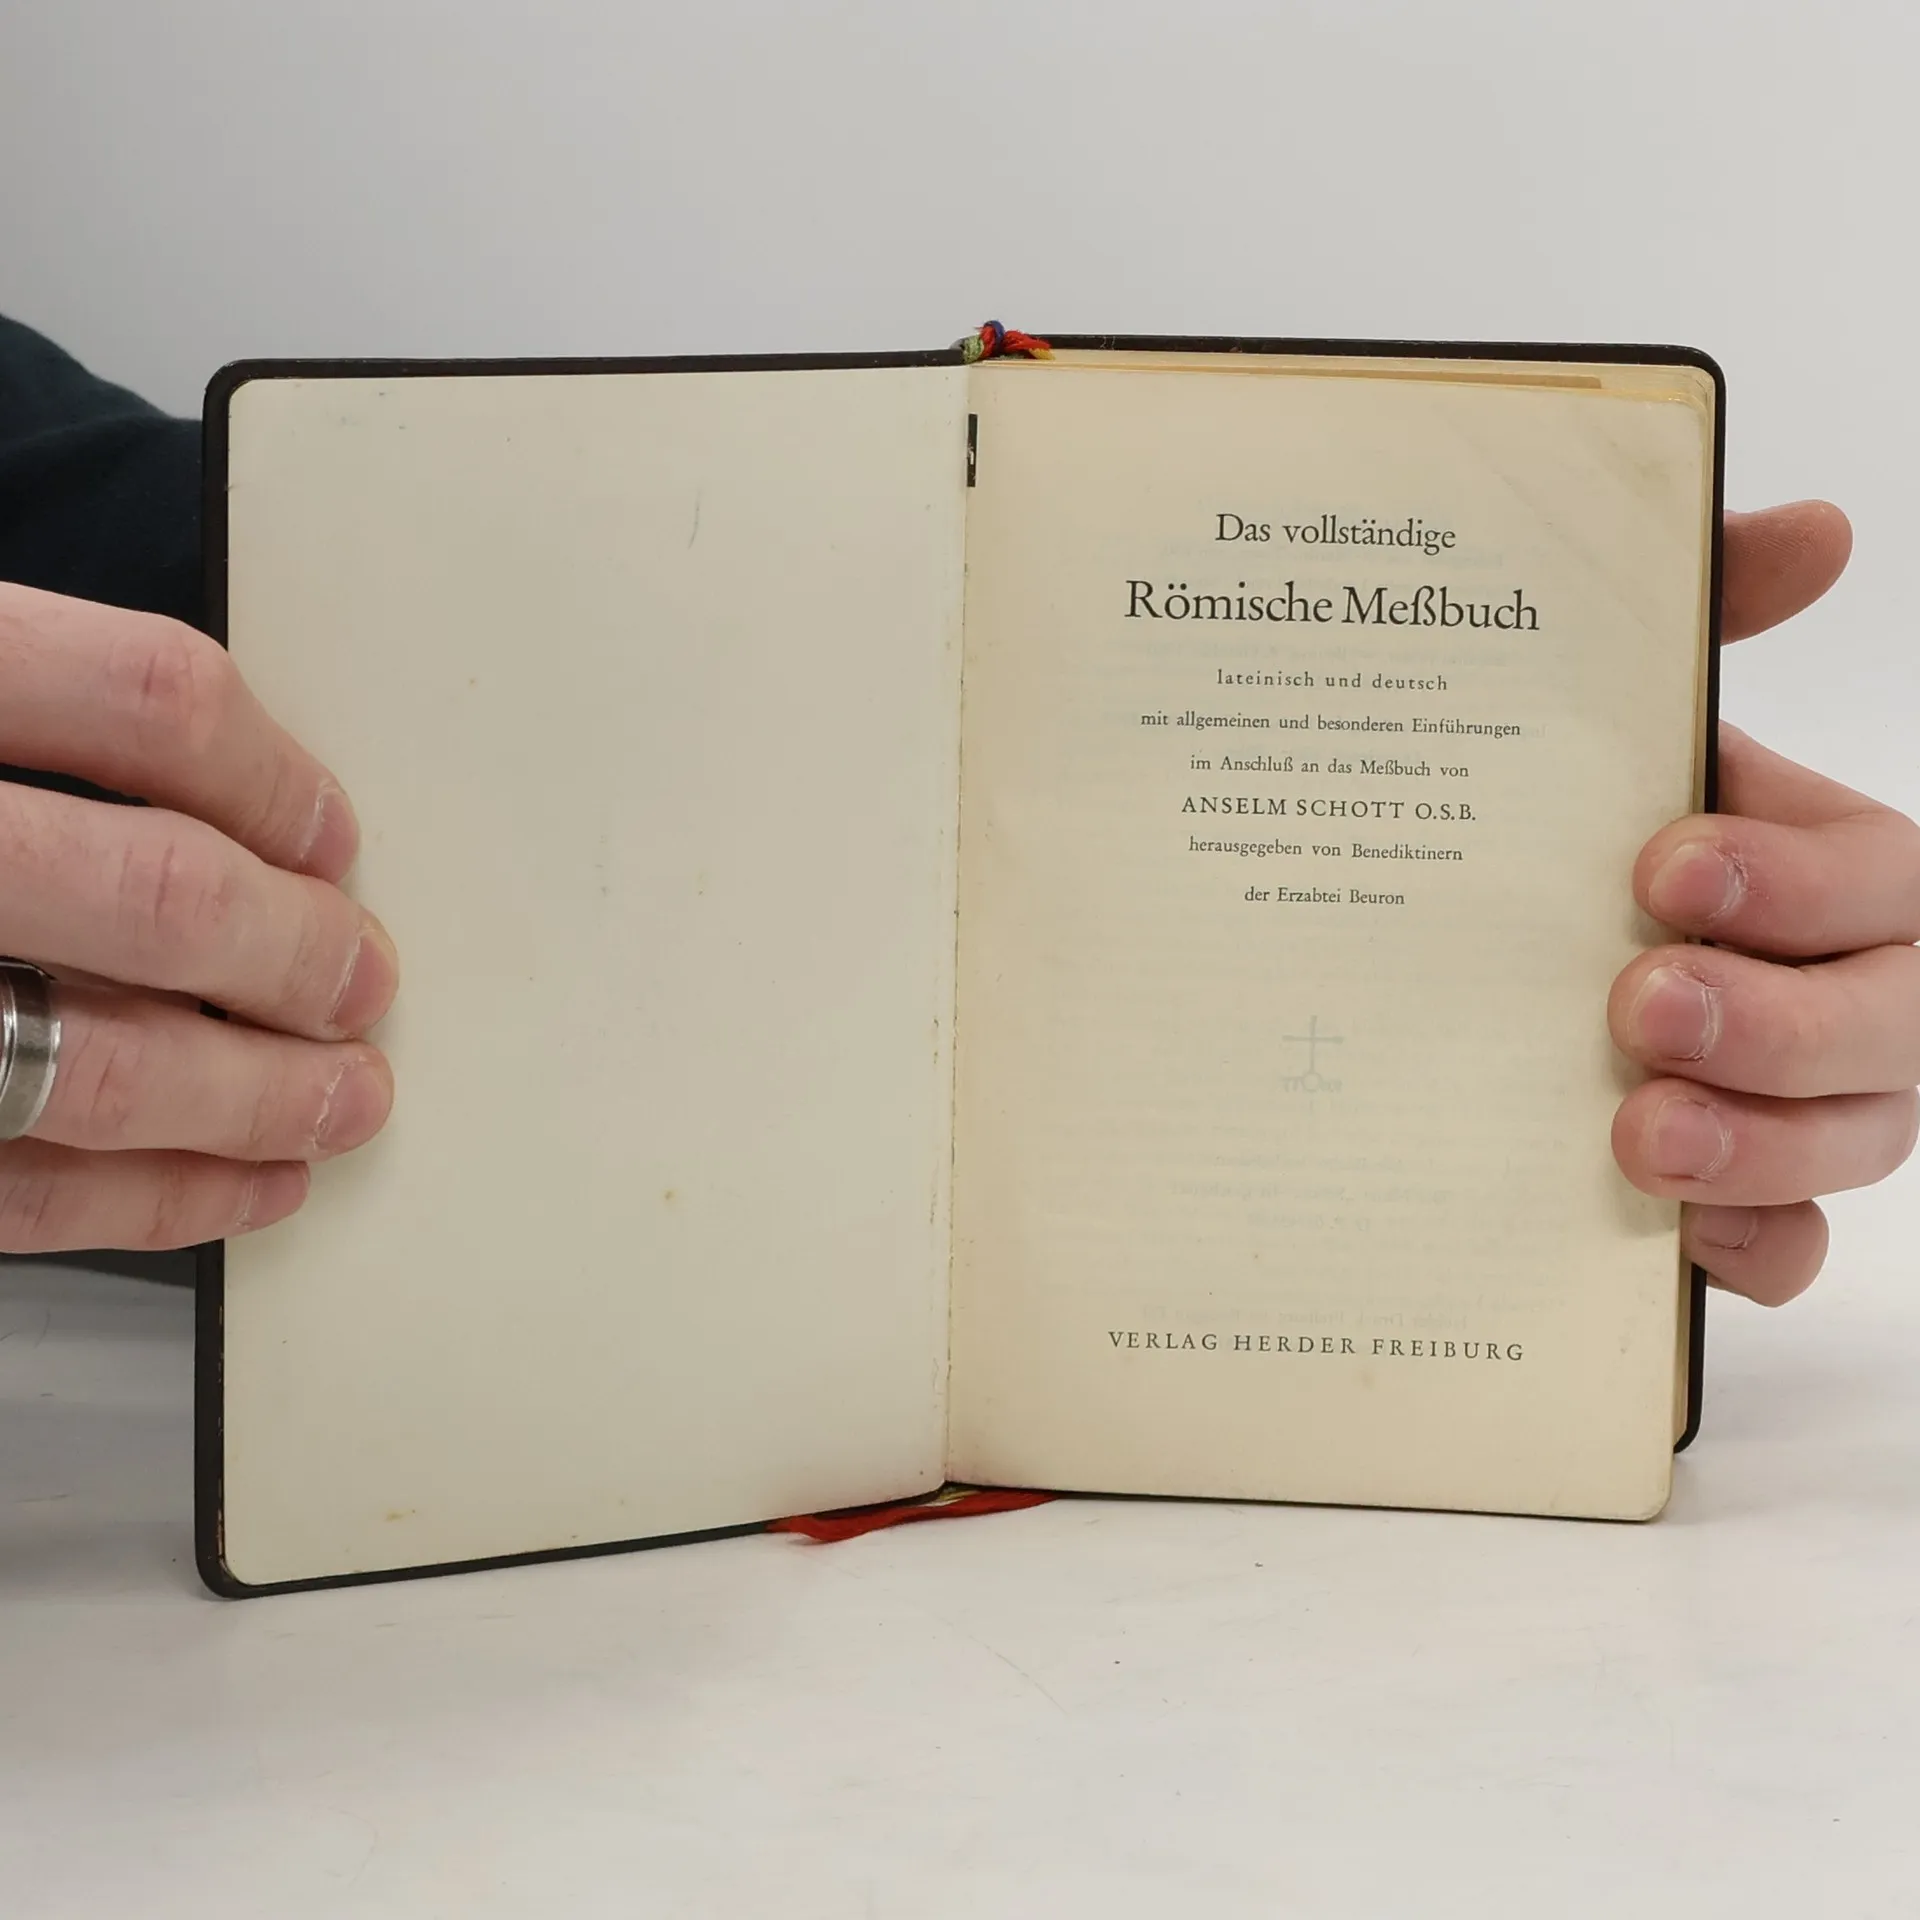 Das vollständige
Römische Meßbuch
lateinisch und deutsch
mit allgemeinen und besonderen Einführungen
im Anschluß an das Meßbuch von
ANSELM SCHOTT O.S.B.
herausgegeben von Benediktinern
der Erzabtei Beuron
VERLAG HERDER FREIBURG